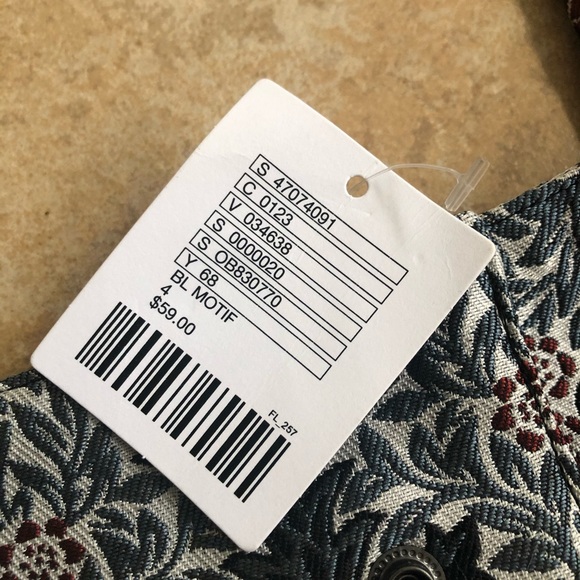 S 47074091
C 0123
V 034638
S 0000020
S OB830770
Y 68
BL MOTIF
4
$59.00
FL_257